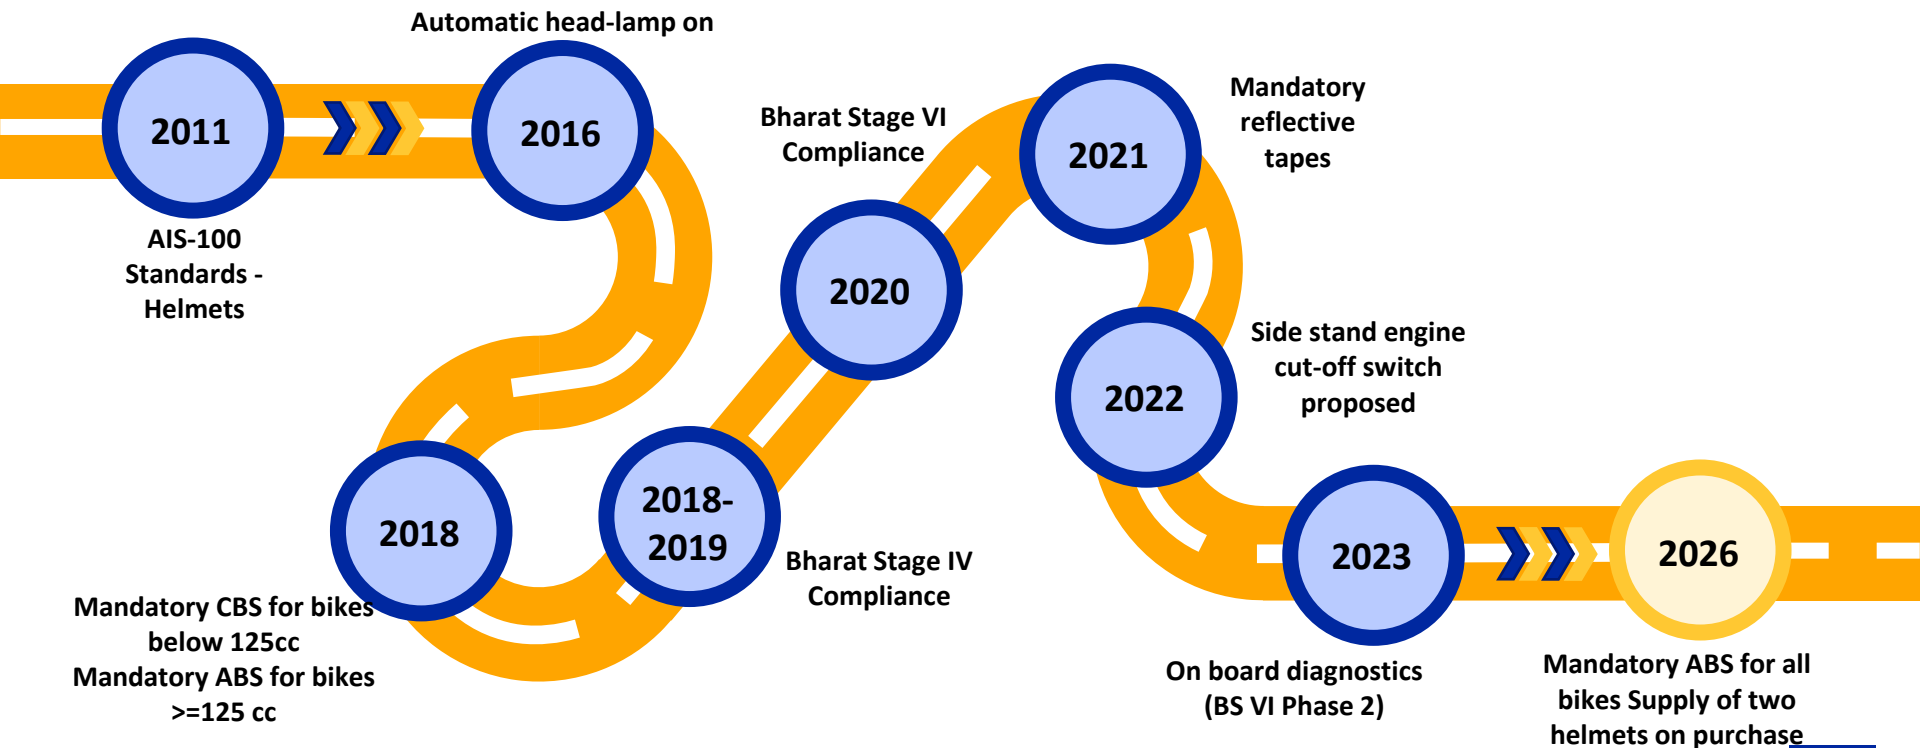 Automatic head-lamp on
2011
2016
AIS-100
Standards -
Helmets
2018
Mandatory CBS for bikes
below 125cc
Mandatory ABS for bikes
>=125 cc
2018-
2019
Bharat Stage IV
Compliance
Bharat Stage VI
Compliance
2020
2021
Mandatory
reflective
tapes
2022
Side stand engine
cut-off switch
proposed
2023
On board diagnostics
(BS VI Phase 2)
2026
Mandatory ABS for all
bikes Supply of two
helmets on purchase